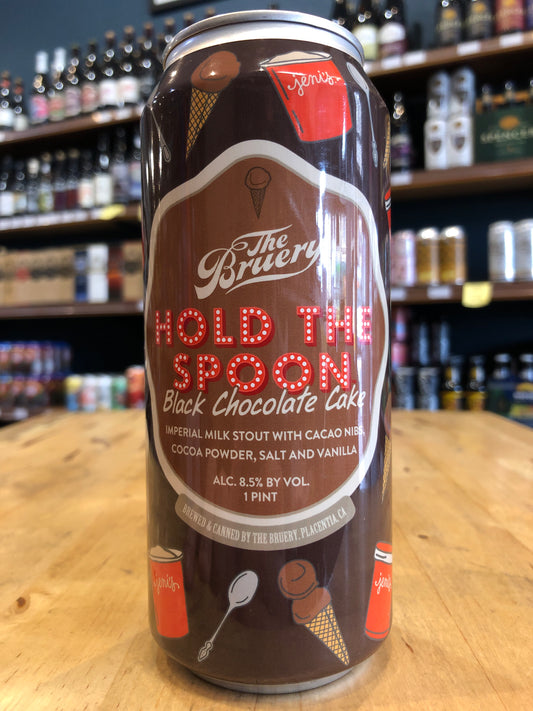 Jeni's
The
Bruery
HOLD THE
SPOON
Black Chocolate Cake
IMPERIAL MILK STOUT WITH CACAO NIBS,
COCOA POWDER, SALT AND VANILLA
ALC. 8.5% BY VOL.
1 PINT
BREWED & CANNED BY THE BRUERY, PLACENTIA, CA
Jeni's
jeni's